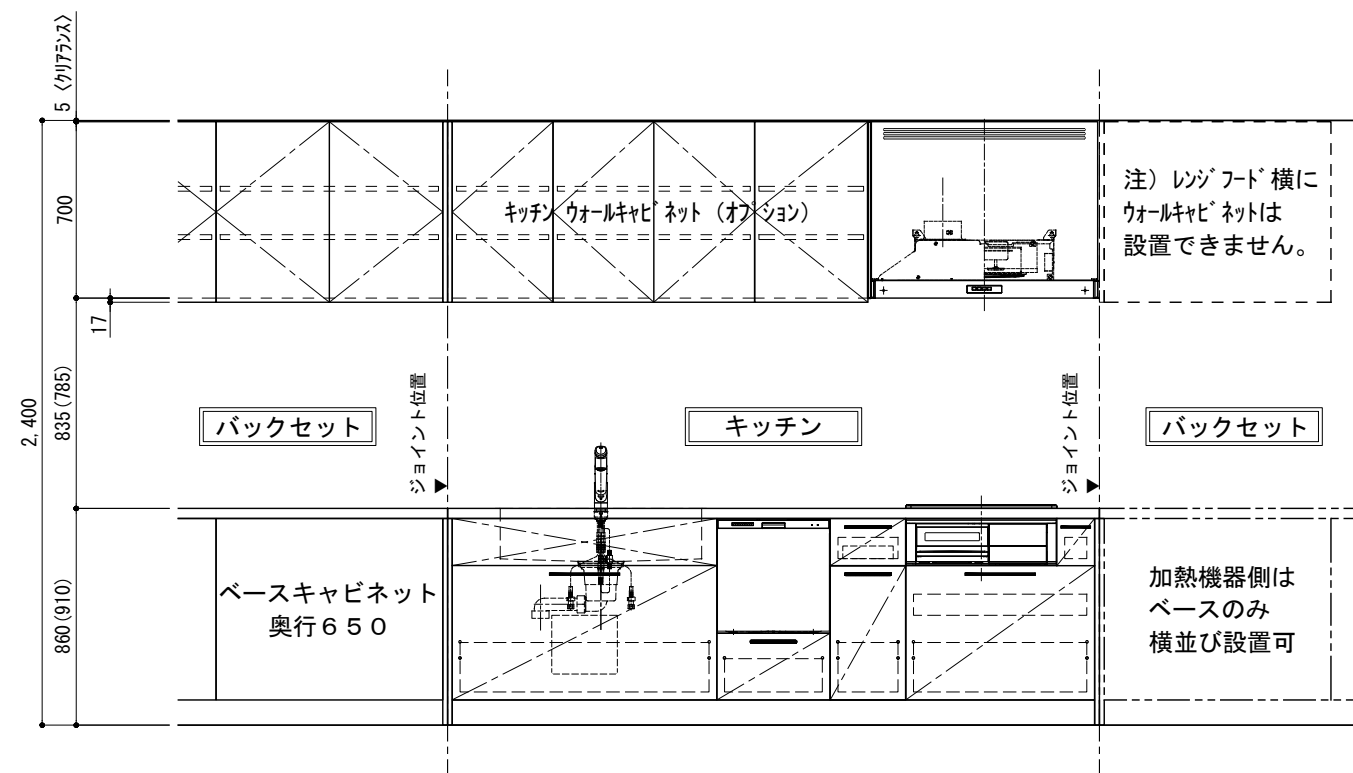 5 〈ｸﾘｱﾗﾝｽ〉
700
17
2,400
835(785)
860(910)
キッチン ウォールキャビネット (オプション)
注）レンジフード横に
ウォールキャビネットは
設置できません。
バックセット
ジョイント位置
キッチン
ジョイント位置
バックセット
ベースキャビネット
奥行６５０
加熱機器側は
ベースのみ
横並び設置可